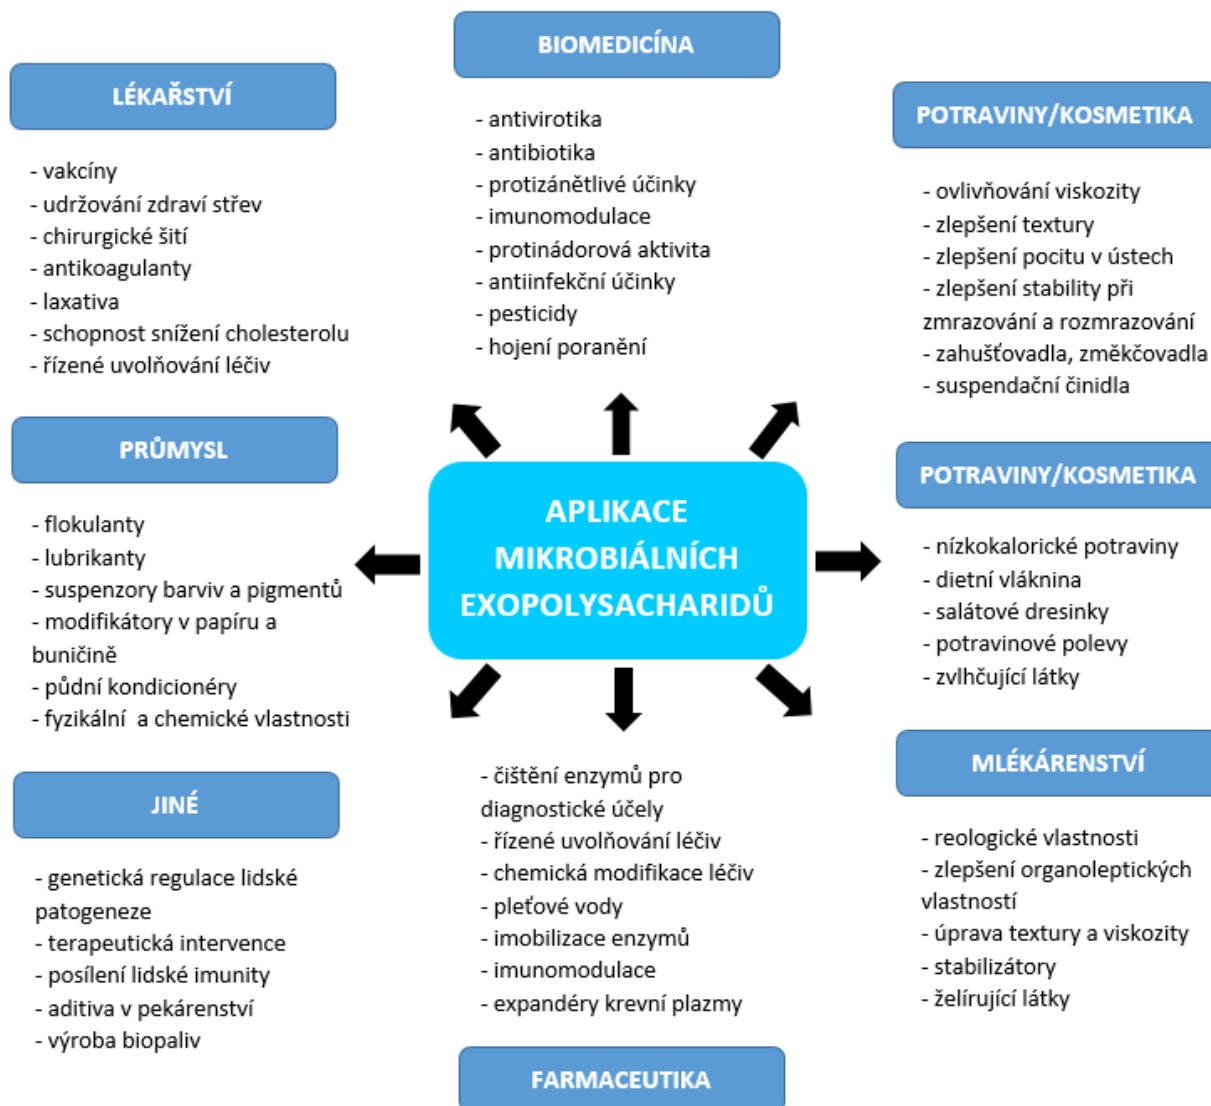 BIOMEDICÍNA
- antivirotika
- antibiotika
- protizánětlivé účinky
- imunomodulace
- protinádorová aktivita
- antiinfekční účinky
- pesticidy
- hojení poranění
LÉKAŘSTVÍ
- vakcíny
- udržování zdraví střev
- chirurgické šití
- antikoagulanty
- laxativa
- schopnost snížení cholesterolu
- řízené uvolňování léčiv
POTRAVINY/KOSMETIKA
- ovlivňování viskozity
- zlepšení textury
- zlepšení pocitu v ústech
- zlepšení stability při
zmrazování a rozmrazování
- zahušťovadla, změkčovadla
- suspendační činidla
PRŮMYSL
- flokulanty
- lubrikanty
- suspenzory barviv a pigmentů
- modifikátory v papíru a
buničině
- půdní kondicionéry
- fyzikální  a chemické vlastnosti
APLIKACE
MIKROBIÁLNÍCH
EXOPOLYSACHARIDŮ
POTRAVINY/KOSMETIKA
- nízkokalorické potraviny
- dietní vláknina
- salátové dresinky
- potravinové polevy
- zvlhčující látky
JINÉ
- genetická regulace lidské
patogeneze
- terapeutická intervence
- posílení lidské imunity
- aditiva v pekárenství
- výroba biopaliv
- čištění enzymů pro
diagnostické účely
- řízené uvolňování léčiv
- chemická modifikace léčiv
- pleťové vody
- imobilizace enzymů
- imunomodulace
- expandéry krevní plazmy
FARMACEUTIKA
MLÉKÁRENSTVÍ
- reologické vlastnosti
- zlepšení organoleptických
vlastností
- úprava textury a viskozity
- stabilizátory
- želírující látky